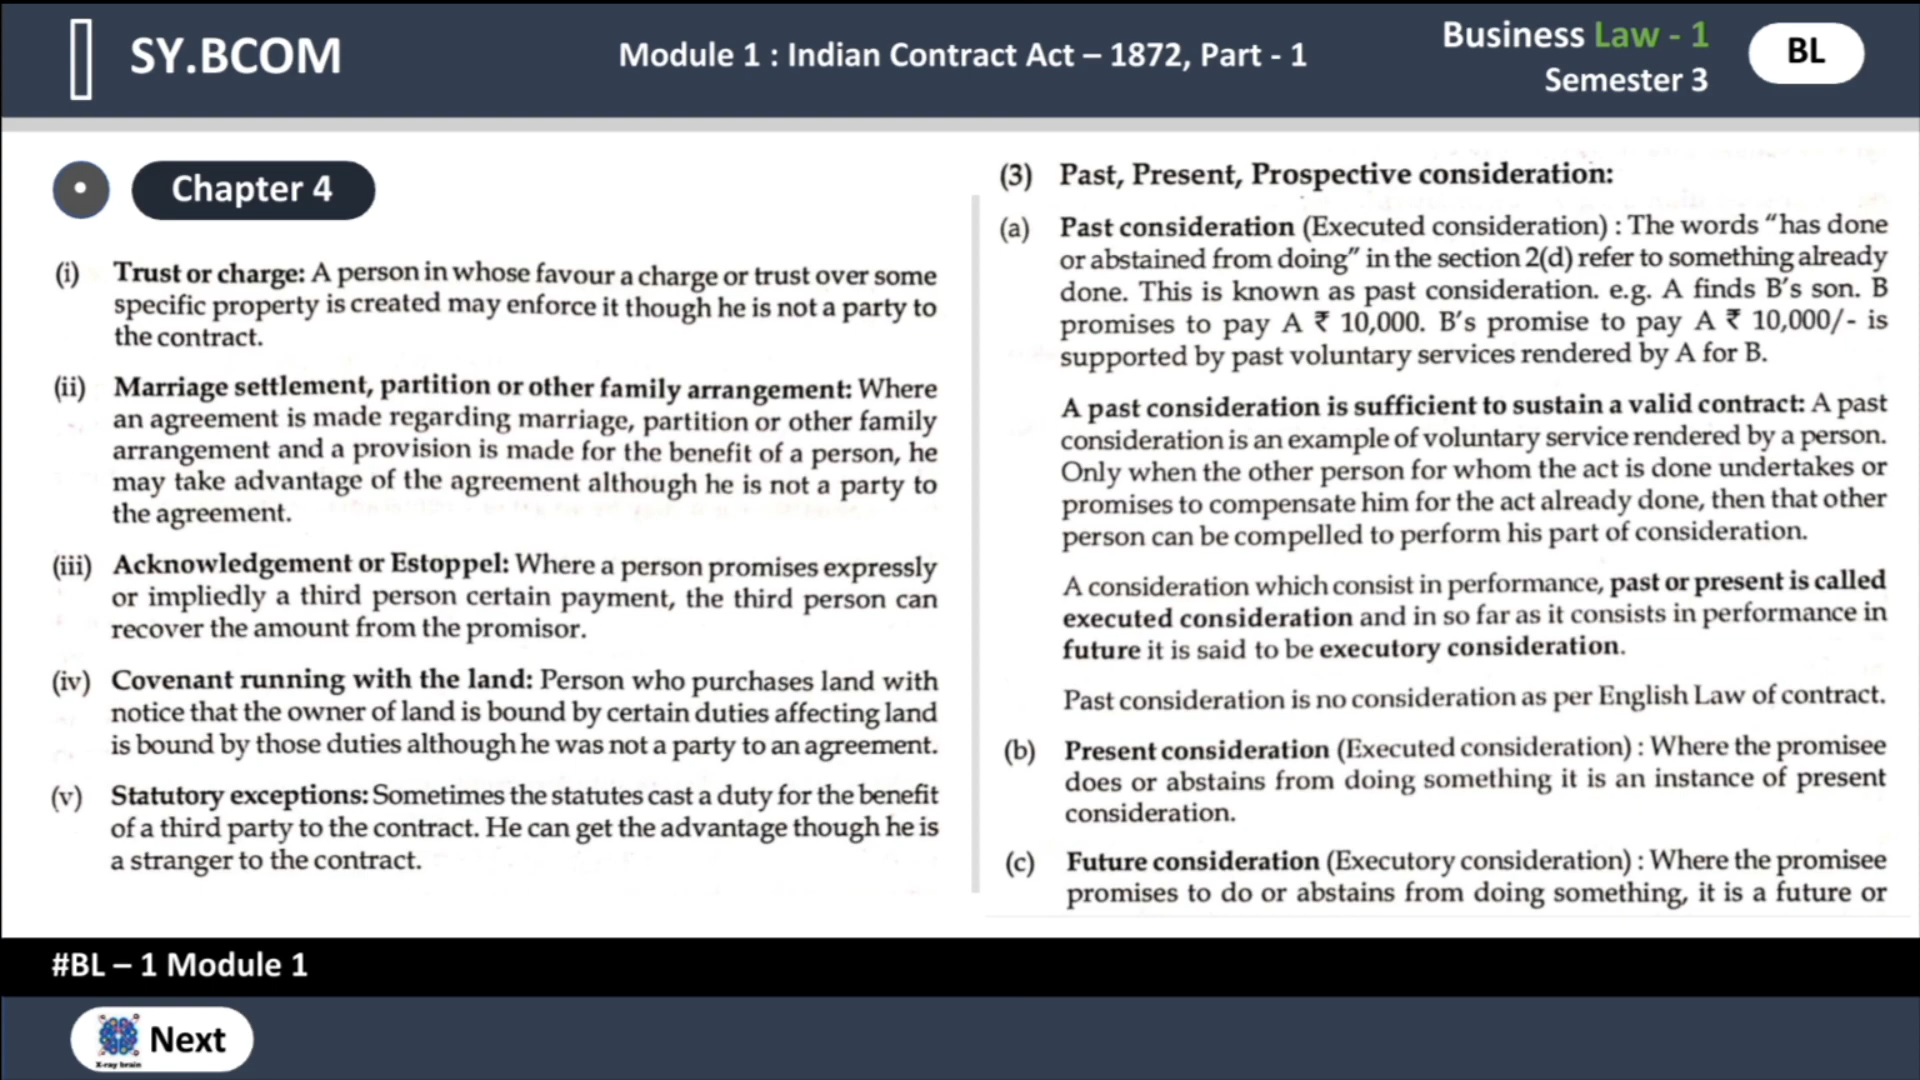 SY.BCOM
Module 1 : Indian Contract Act – 1872, Part - 1
Business Law - 1
Semester 3
BL
Chapter 4
(i) Trust or charge: A person in whose favour a charge or trust over some
specific property is created may enforce it though he is not a party to
the contract.
(ii) Marriage settlement, partition or other family arrangement: Where
an agreement is made regarding marriage, partition or other family
arrangement and a provision is made for the benefit of a person, he
may take advantage of the agreement although he is not a party to
the agreement.
(iii) Acknowledgement or Estoppel: Where a person promises expressly
or impliedly a third person certain payment, the third person can
recover the amount from the promisor.
(iv) Covenant running with the land: Person who purchases land with
notice that the owner of land is bound by certain duties affecting land
is bound by those duties although he was not a party to an agreement.
(v) Statutory exceptions: Sometimes the statutes cast a duty for the benefit
of a third party to the contract. He can get the advantage though he is
a stranger to the contract.
(3) Past, Present, Prospective consideration:
(a) Past consideration (Executed consideration) : The words “has done
or abstained from doing” in the section 2(d) refer to something already
done. This is known as past consideration. e.g. A finds B’s son. B
promises to pay A ₹ 10,000. B’s promise to pay A ₹ 10,000/- is
supported by past voluntary services rendered by A for B.
A past consideration is sufficient to sustain a valid contract: A past
consideration is an example of voluntary service rendered by a person.
Only when the other person for whom the act is done undertakes or
promises to compensate him for the act already done, then that other
person can be compelled to perform his part of consideration.
A consideration which consist in performance, past or present is called
executed consideration and in so far as it consists in performance in
future it is said to be executory consideration.
Past consideration is no consideration as per English Law of contract.
(b) Present consideration (Executed consideration) : Where the promisee
does or abstains from doing something it is an instance of present
consideration.
(c) Future consideration (Executory consideration) : Where the promisee
promises to do or abstains from doing something, it is a future or
#BL – 1 Module 1
Next
X-ray brain